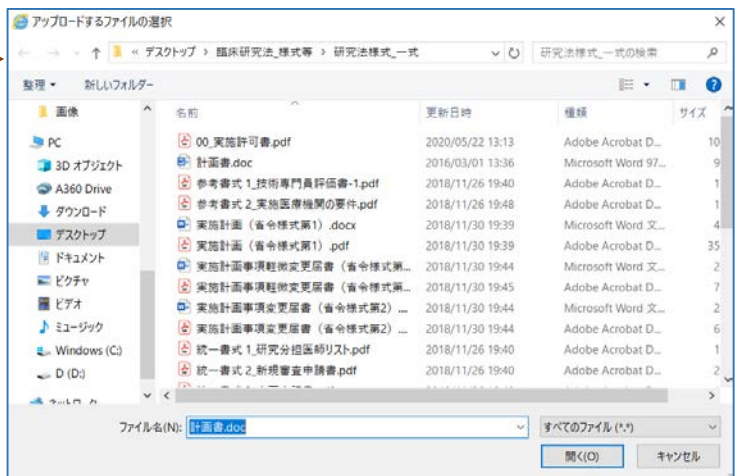 アップロードするファイルの選択
« デスクトップ › 臨床研究法_様式等 › 研究法様式_一式
研究法様式_一式の検索
整理
新しいフォルダー
画像
PC
3D オブジェクト
A360 Drive
ダウンロード
デスクトップ
ドキュメント
ピクチャ
ビデオ
ミュージック
Windows (C:)
D (D:)
名前 更新日時 種類 サイズ
00_実施許可書.pdf 2020/05/22 13:13 Adobe Acrobat D... 10
計画書.doc 2016/03/01 13:36 Microsoft Word 97... 9
参考書式 1_技術専門員評価書-1.pdf 2018/11/26 19:40 Adobe Acrobat D... 1
参考書式 2_実施医療機関の要件.pdf 2018/11/26 19:48 Adobe Acrobat D... 1
実施計画（省令様式第1）.docx 2018/11/30 19:39 Microsoft Word 文... 4
実施計画（省令様式第1）.pdf 2018/11/30 19:39 Adobe Acrobat D... 35
実施計画事項軽微変更届書（省令様式第... 2018/11/30 19:44 Microsoft Word 文... 2
実施計画事項軽微変更届書（省令様式第... 2018/11/30 19:45 Adobe Acrobat D... 7
実施計画事項変更届書（省令様式第2）... 2018/11/30 19:44 Microsoft Word 文... 2
実施計画事項変更届書（省令様式第2）... 2018/11/30 19:44 Adobe Acrobat D... 6
統一書式 1_研究分担医師リスト.pdf 2018/11/26 19:40 Adobe Acrobat D... 1
統一書式 2_新規審査申請書.pdf 2018/11/26 19:40 Adobe Acrobat D... 2
ファイル名(N): 計画書.doc
すべてのファイル (*.*)
開く(O)
キャンセル